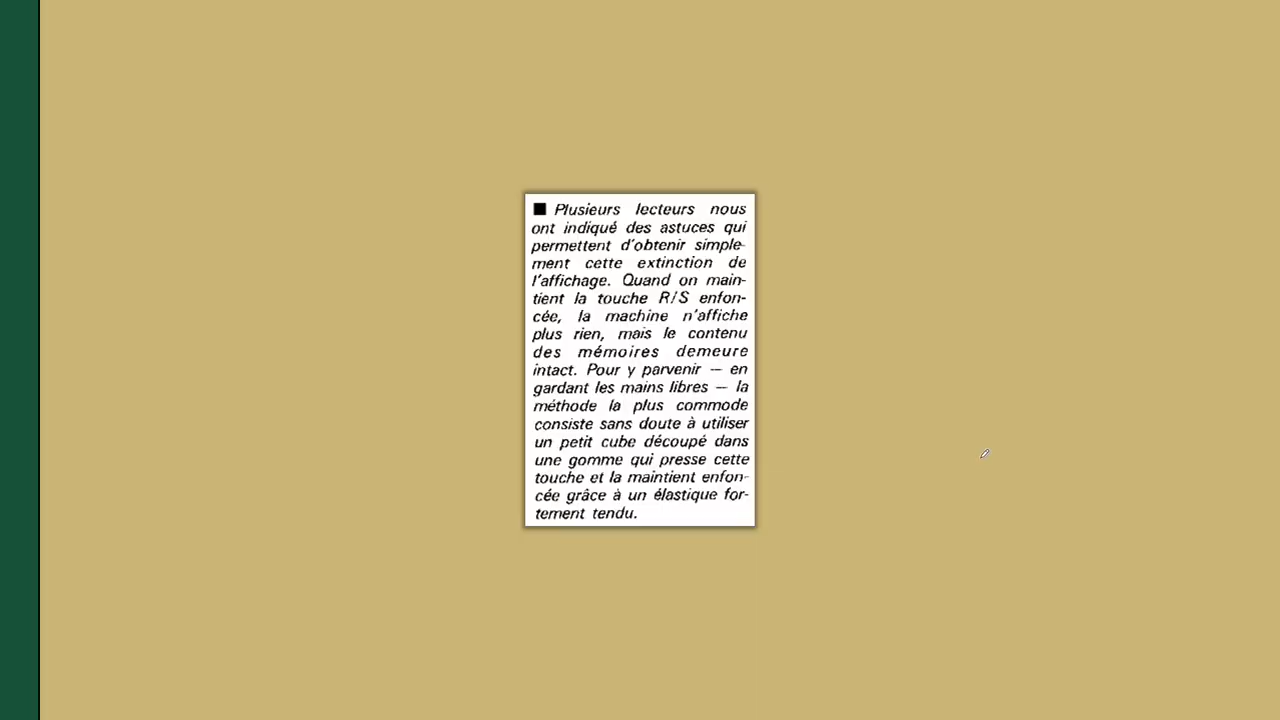 ■ Plusieurs lecteurs nous
ont indiqué des astuces qui
permettent d'obtenir simple-
ment cette extinction de
l'affichage. Quand on main-
tient la touche R/S enfon-
cée, la machine n'affiche
plus rien, mais le contenu
des mémoires demeure
intact. Pour y parvenir — en
gardant les mains libres — la
méthode la plus commode
consiste sans doute à utiliser
un petit cube découpé dans
une gomme qui presse cette
touche et la maintient enfon-
cée grâce à un élastique for-
tement tendu.